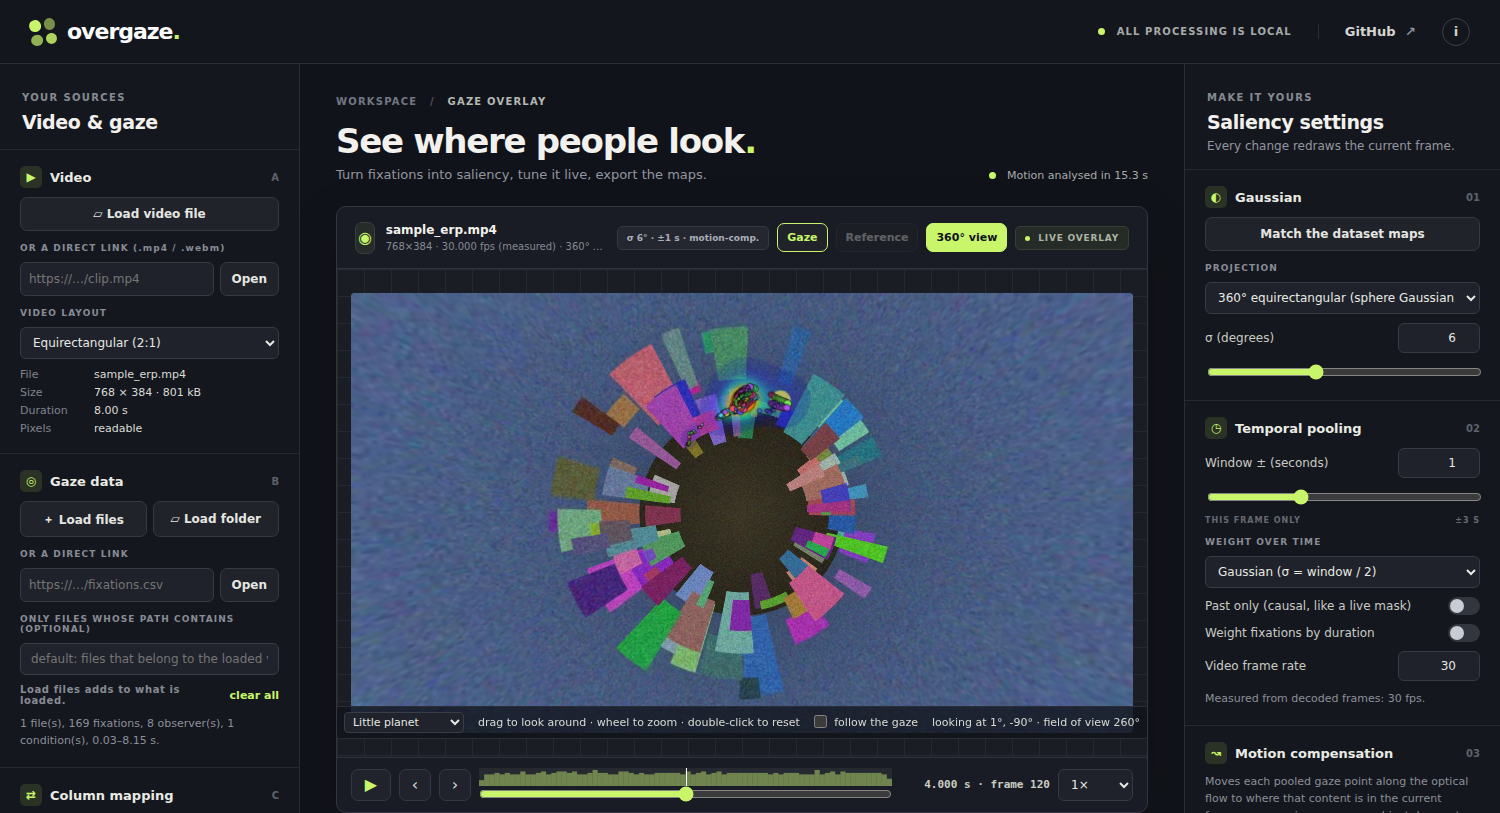 overgaze.
ALL PROCESSING IS LOCAL
GitHub ↗
i
YOUR SOURCES
Video & gaze
Video
A
Load video file
OR A DIRECT LINK (.mp4 / .webm)
https://…/clip.mp4
Open
VIDEO LAYOUT
Equirectangular (2:1)
File sample_erp.mp4
Size 768 × 384 · 801 kB
Duration 8.00 s
Pixels readable
Gaze data
B
+ Load files
Load folder
OR A DIRECT LINK
https://…/fixations.csv
Open
ONLY FILES WHOSE PATH CONTAINS
(OPTIONAL)
default: files that belong to the loaded
Load files adds to what is
loaded.
clear all
1 file(s), 169 fixations, 8 observer(s), 1
condition(s), 0.03–8.15 s.
Column mapping
C
WORKSPACE / GAZE OVERLAY
See where people look.
Turn fixations into saliency, tune it live, export the maps.
Motion analysed in 15.3 s
sample_erp.mp4
768×384 · 30.000 fps (measured) · 360° …
σ 6° · ±1 s · motion-comp.
Gaze
Reference
360° view
LIVE OVERLAY
Little planet
drag to look around · wheel to zoom · double-click to reset
follow the gaze
looking at 1°, -90° · field of view 260°
4.000 s · frame 120
1×
MAKE IT YOURS
Saliency settings
Every change redraws the current frame.
Gaussian
01
Match the dataset maps
PROJECTION
360° equirectangular (sphere Gaussian
σ (degrees)
6
Temporal pooling
02
Window ± (seconds)
1
THIS FRAME ONLY
±3 S
WEIGHT OVER TIME
Gaussian (σ = window / 2)
Past only (causal, like a live mask)
Weight fixations by duration
Video frame rate
30
Measured from decoded frames: 30 fps.
Motion compensation
03
Moves each pooled gaze point along the optical
flow to where that content is in the current